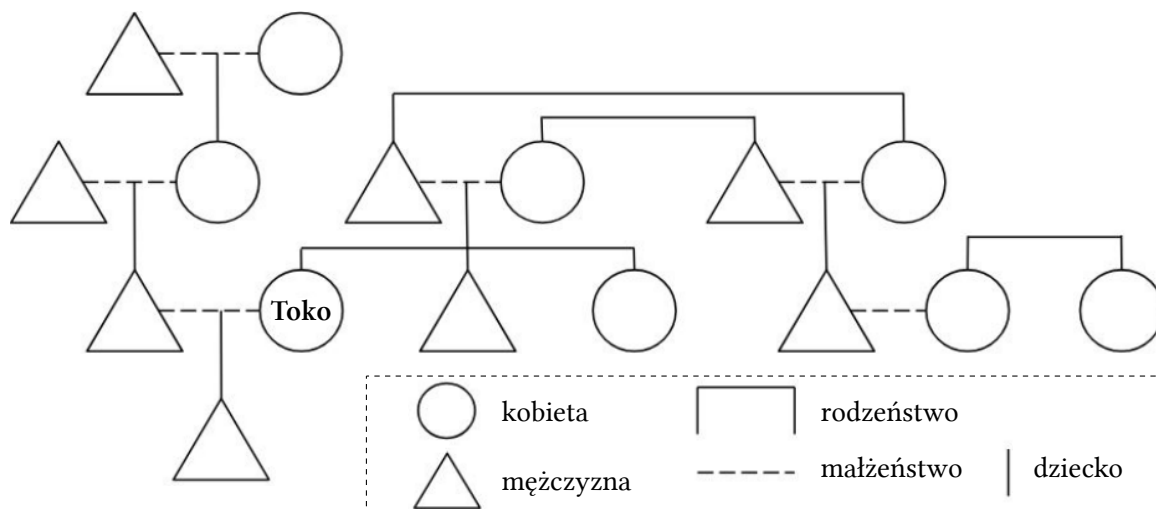 Toko
kobieta
rodzeństwo
mężczyzna
małżeństwo
dziecko